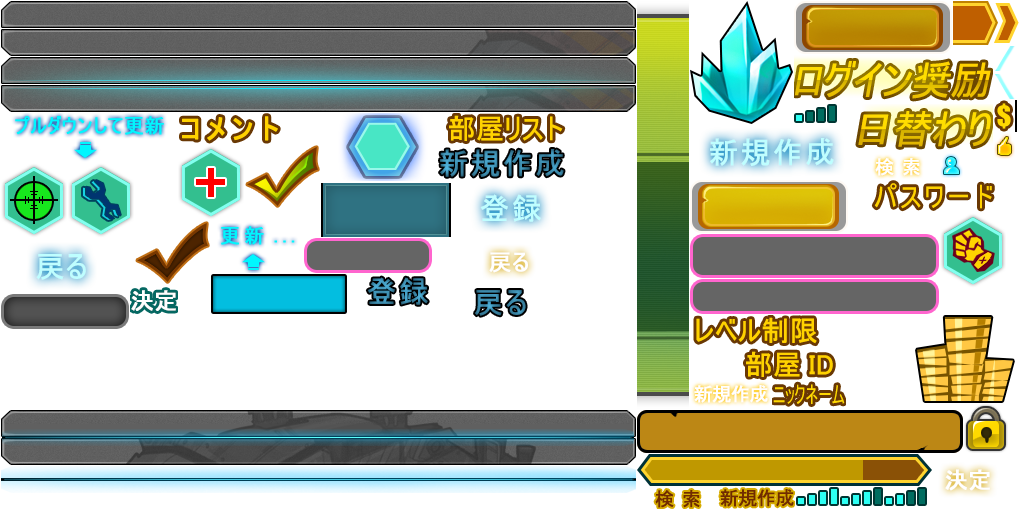 ログイン奨励
日替わり
$
プルダウンして更新
コメント
部屋リスト
新規作成
新規作成
検索
パスワード
登録
更新 ...
戻る
戻る
決定
登録
戻る
レベル制限
部屋 ID
新規作成
ニックネーム
決定
検索
新規作成